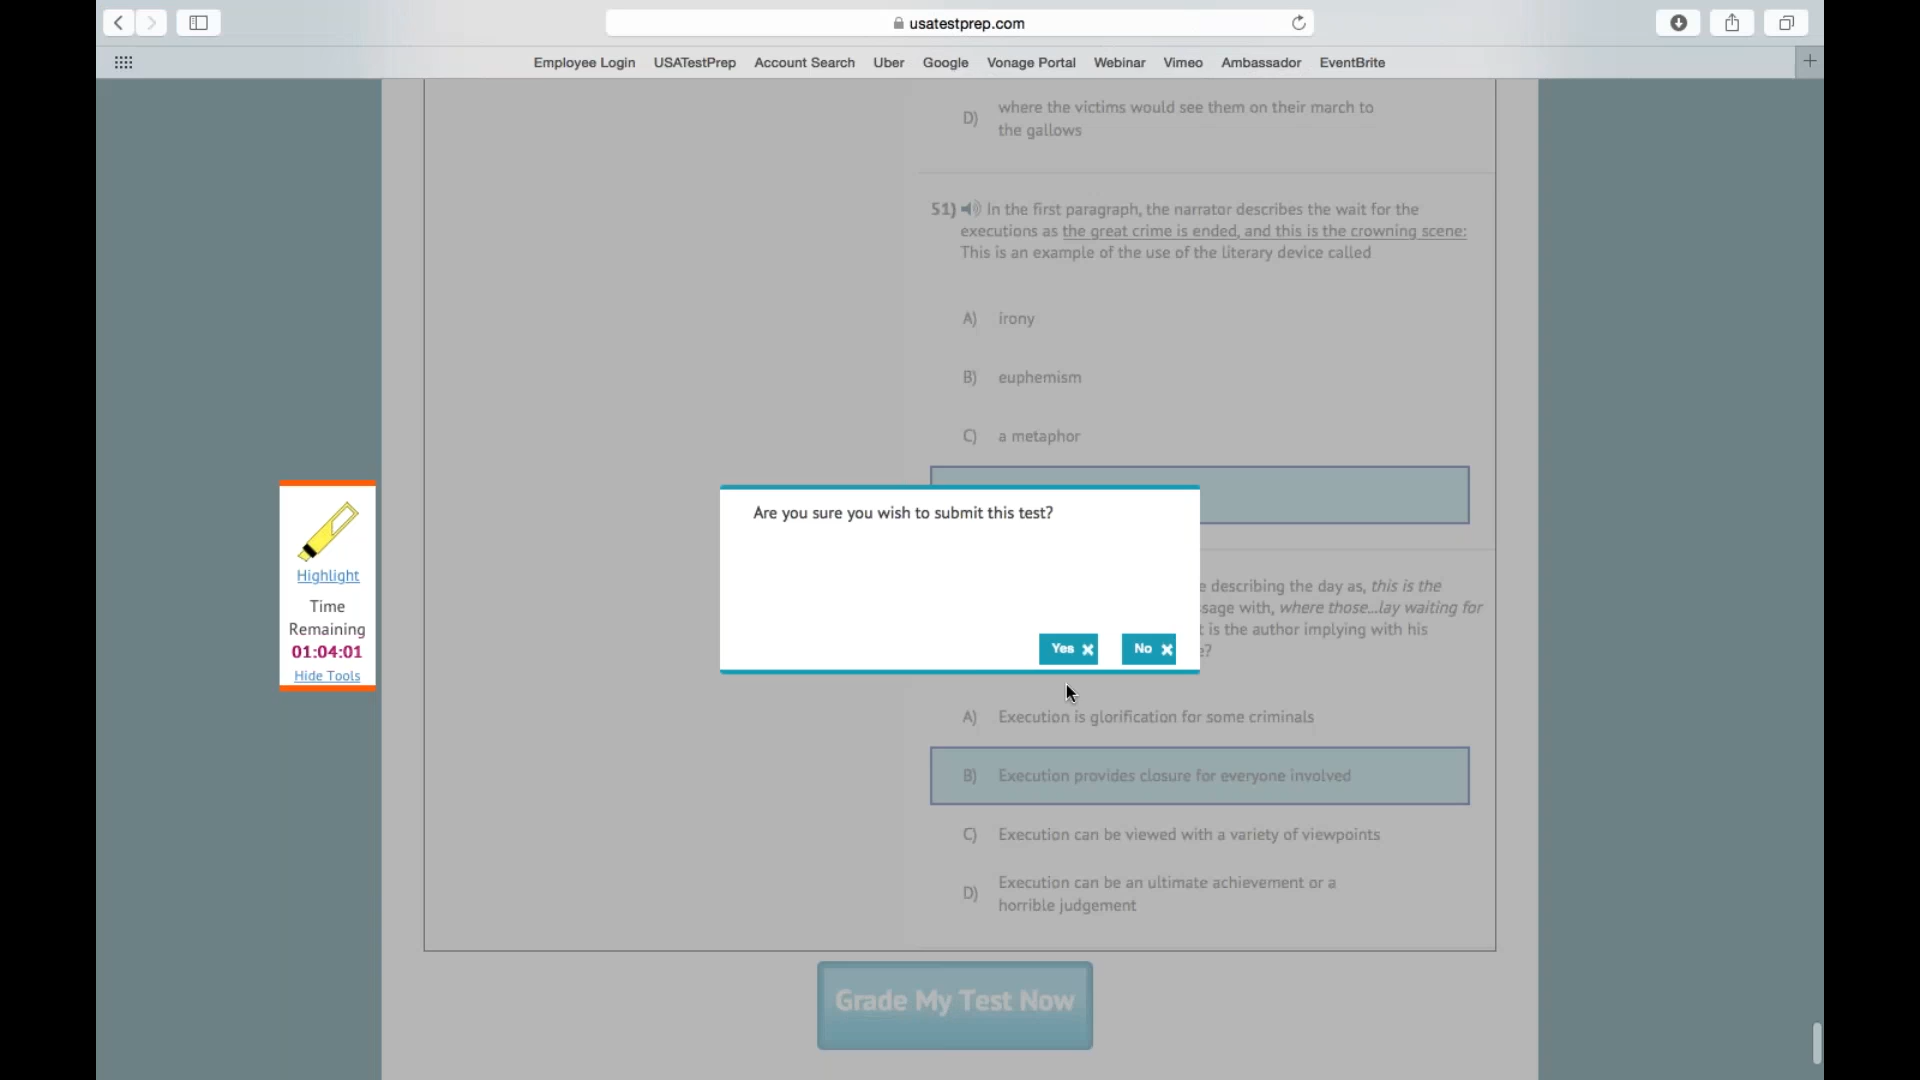 usatestprep.com
Employee Login USATestPrep Account Search Uber Google Vonage Portal Webinar Vimeo Ambassador EventBrite
D) where the victims would see them on their march to
the gallows
51) In the first paragraph, the narrator describes the wait for the
executions as the great crime is ended, and this is the crowning scene:
This is an example of the use of the literary device called
A) irony
B) euphemism
C) a metaphor
Are you sure you wish to submit this test?
Yes No
Highlight
Time
Remaining
01:04:01
Hide Tools
describing the day as, this is the
with, where those...lay waiting for
is the author implying with his
A) Execution is glorification for some criminals
B) Execution provides closure for everyone involved
C) Execution can be viewed with a variety of viewpoints
D) Execution can be an ultimate achievement or a
horrible judgement
Grade My Test Now